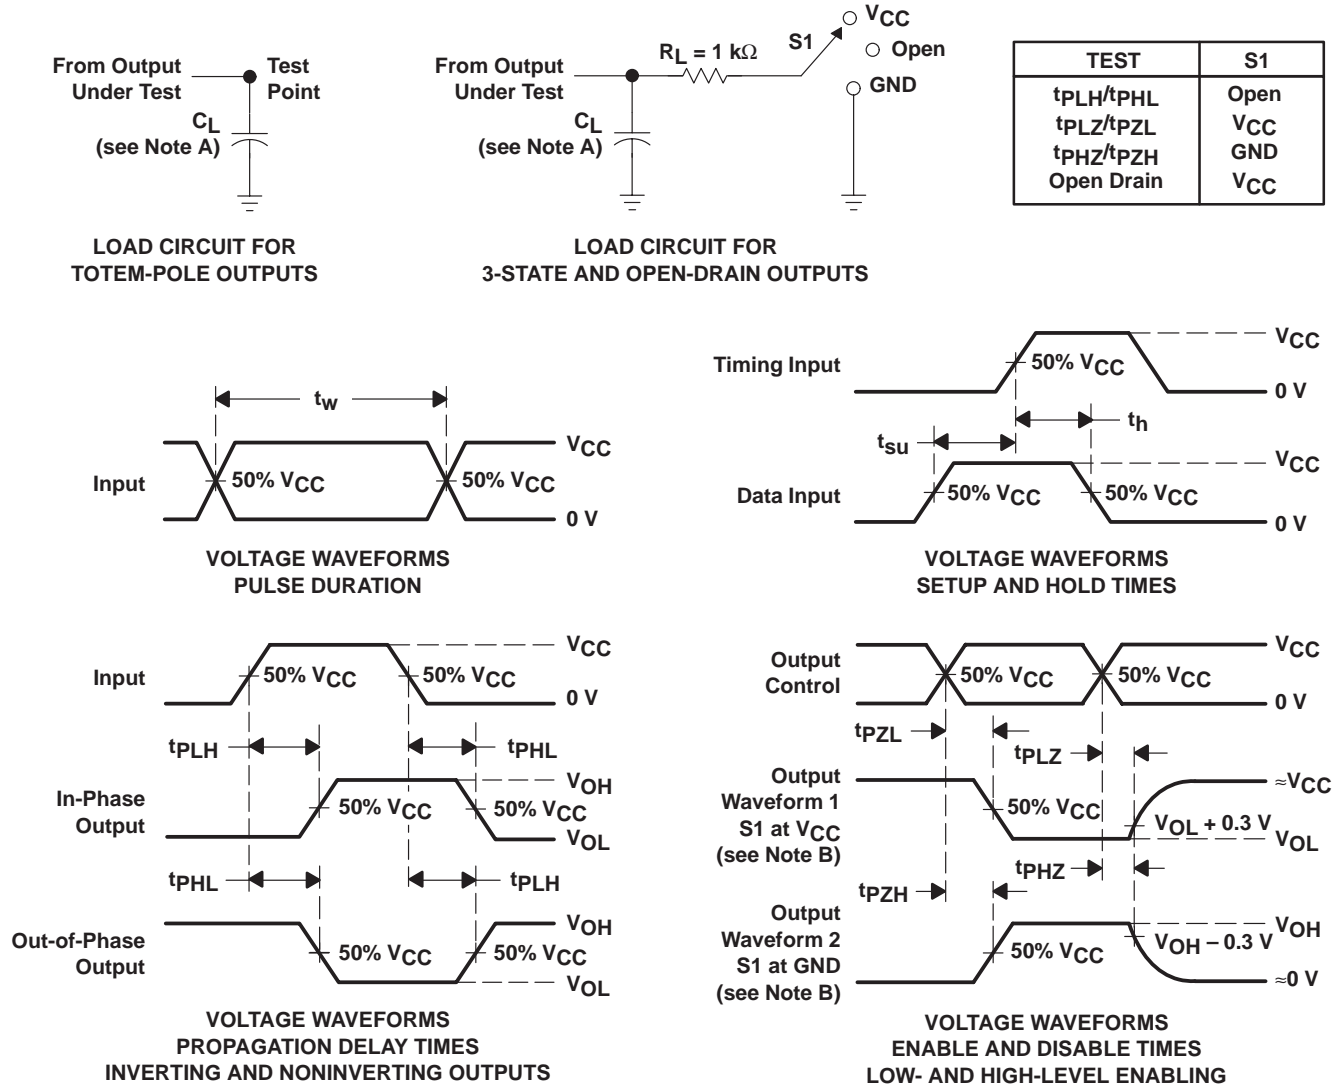 From Output
Under Test
Test
Point
CL
(see Note A)
LOAD CIRCUIT FOR
TOTEM-POLE OUTPUTS
From Output
Under Test
RL = 1 kΩ
S1
VCC
Open
GND
CL
(see Note A)
LOAD CIRCUIT FOR
3-STATE AND OPEN-DRAIN OUTPUTS
TEST S1
tPLH/tPHL Open
tPLZ/tPZL VCC
tPHZ/tPZH GND
Open Drain VCC
tw
Input
50% VCC
50% VCC
VCC
0 V
VOLTAGE WAVEFORMS
PULSE DURATION
Timing Input
50% VCC
VCC
0 V
tsu
th
Data Input
50% VCC
50% VCC
VCC
0 V
VOLTAGE WAVEFORMS
SETUP AND HOLD TIMES
Input
50% VCC
50% VCC
VCC
0 V
tPLH
tPHL
In-Phase
Output
50% VCC
50% VCC
VOH
VOL
tPHL
tPLH
Out-of-Phase
Output
50% VCC
50% VCC
VOH
VOL
VOLTAGE WAVEFORMS
PROPAGATION DELAY TIMES
INVERTING AND NONINVERTING OUTPUTS
Output
Control
50% VCC
50% VCC
VCC
0 V
tPZL
tPLZ
Output
Waveform 1
S1 at VCC
(see Note B)
50% VCC
VOL + 0.3 V
≈VCC
VOL
tPHZ
tPZH
Output
Waveform 2
S1 at GND
(see Note B)
50% VCC
VOH − 0.3 V
VOH
≈0 V
VOLTAGE WAVEFORMS
ENABLE AND DISABLE TIMES
LOW- AND HIGH-LEVEL ENABLING